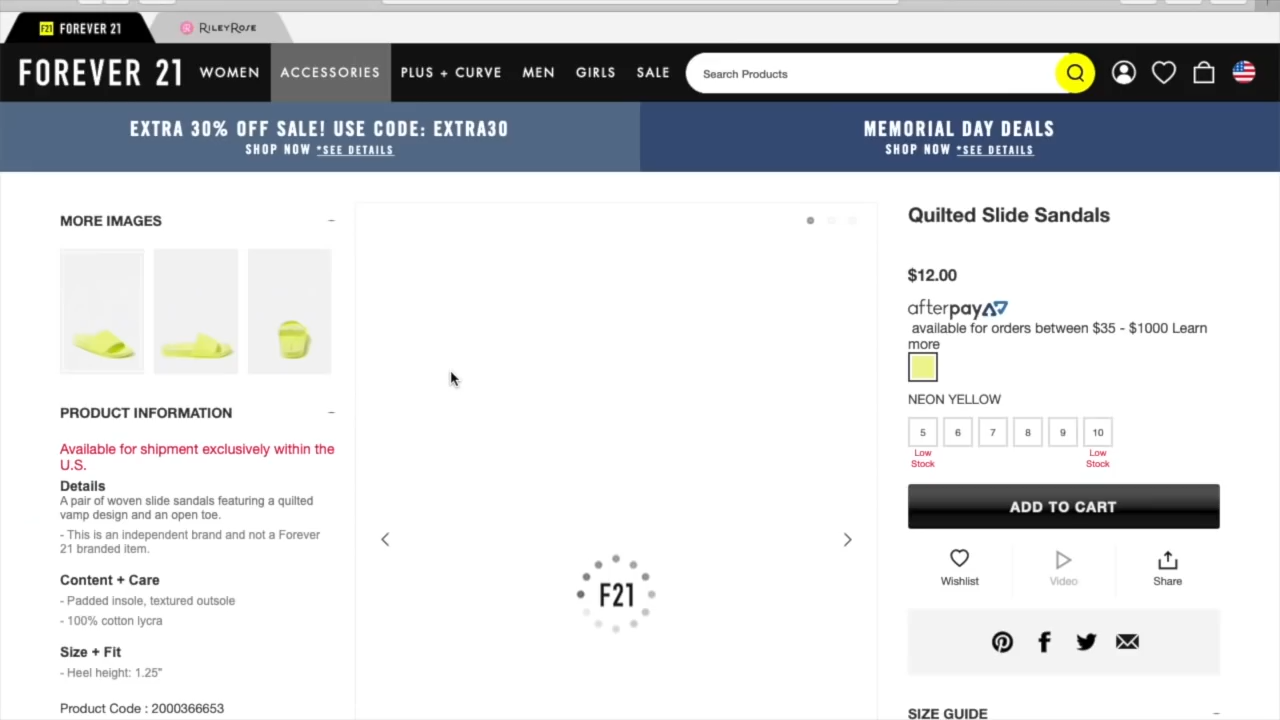 F21 FOREVER 21
RILEYROSE
FOREVER 21
WOMEN
ACCESSORIES
PLUS + CURVE
MEN
GIRLS
SALE
Search Products
EXTRA 30% OFF SALE! USE CODE: EXTRA30
SHOP NOW *SEE DETAILS
MEMORIAL DAY DEALS
SHOP NOW *SEE DETAILS
MORE IMAGES
PRODUCT INFORMATION
Available for shipment exclusively within the
U.S.
Details
A pair of woven slide sandals featuring a quilted
vamp design and an open toe.
- This is an independent brand and not a Forever
21 branded item.
Content + Care
- Padded insole, textured outsole
- 100% cotton lycra
Size + Fit
- Heel height: 1.25"
Product Code : 2000366653
F21
Quilted Slide Sandals
$12.00
afterpay
available for orders between $35 - $1000 Learn
more
NEON YELLOW
5 6 7 8 9 10
Low Low
Stock Stock
ADD TO CART
Wishlist
Video
Share
SIZE GUIDE